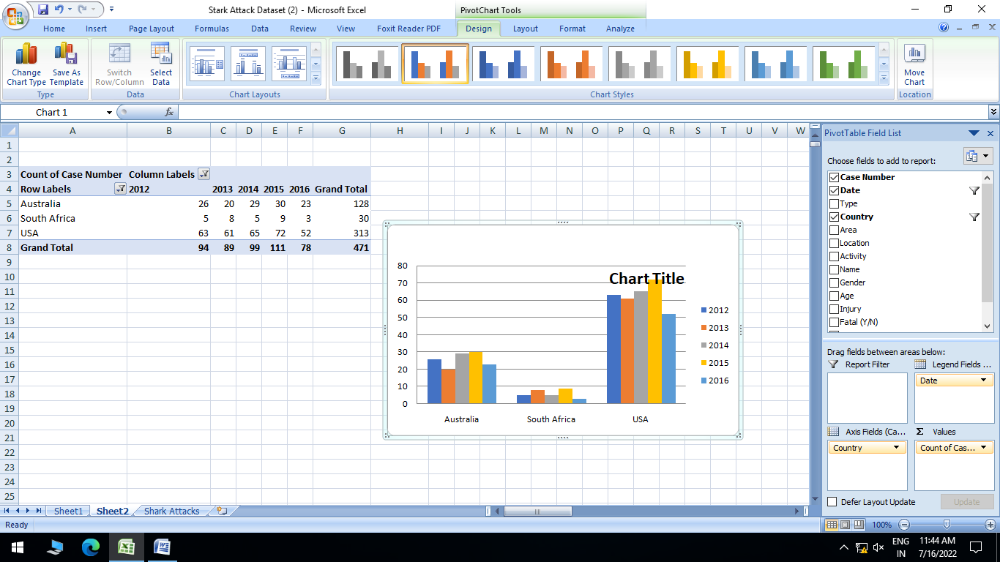 Stark Attack Dataset (2) - Microsoft Excel
PivotChart Tools
Home Insert Page Layout Formulas Data Review View Foxit Reader PDF Design Layout Format Analyze
Change Chart Type
Save As Template
Switch Row/Column
Select Data
Move Chart
Type Data Chart Layouts Chart Styles Location
Chart 1
fx
A B C D E F G H I J K L M N O P Q R S T U V W
1
2
3 Count of Case Number Column Labels
4 Row Labels 2012 2013 2014 2015 2016 Grand Total
5 Australia 26 20 29 30 23 128
6 South Africa 5 8 5 9 3 30
7 USA 63 61 65 72 52 313
8 Grand Total 94 89 99 111 78 471
9
10
11
12
13
14
15
16
17
18
19
20
21
22
23
24
25
Chart Title
80
70
60
50
40
30
20
10
0
Australia South Africa USA
2012
2013
2014
2015
2016
PivotTable Field List
Choose fields to add to report:
Case Number
Date
Type
Country
Area
Location
Activity
Name
Gender
Age
Injury
Fatal (Y/N)
Drag fields between areas below:
Report Filter Legend Fields ...
Date
Axis Fields (Ca... Σ Values
Country Count of Cas...
Defer Layout Update Update
Sheet1 Sheet2 Shark Attacks
Ready 100%
ENG
IN
11:44 AM
7/16/2022